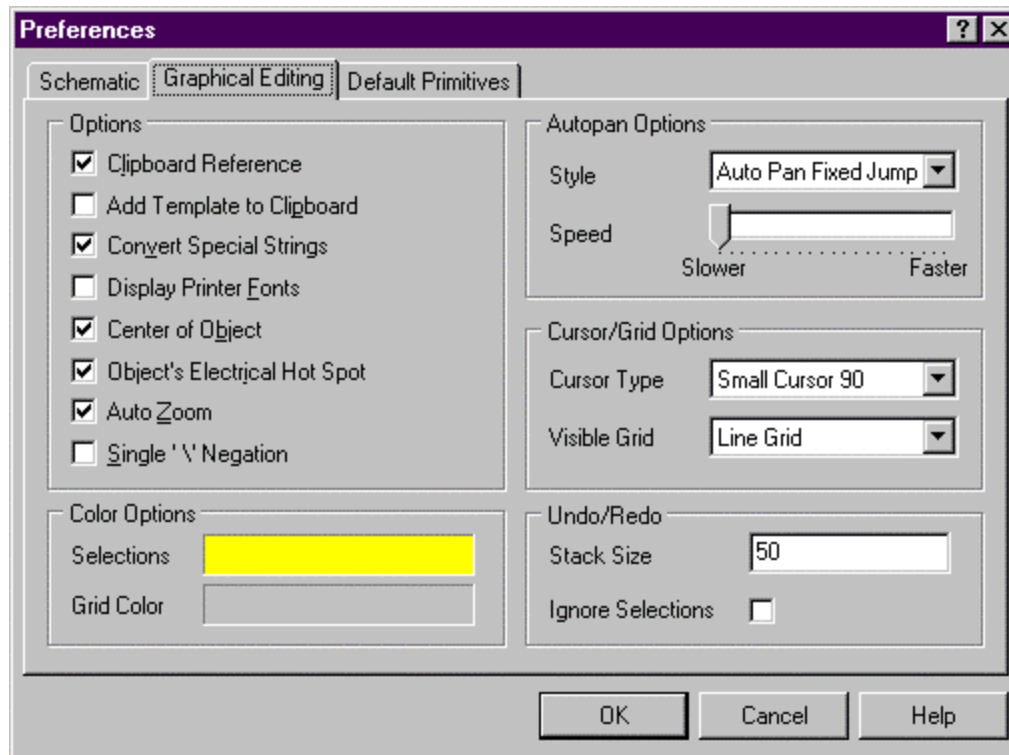 Preferences
Schematic
Graphical Editing
Default Primitives
Options
Clipboard Reference
Add Template to Clipboard
Convert Special Strings
Display Printer Fonts
Center of Object
Object's Electrical Hot Spot
Auto Zoom
Single '\' Negation
Color Options
Selections
Grid Color
Autopan Options
Style
Auto Pan Fixed Jump
Speed
Slower
Faster
Cursor/Grid Options
Cursor Type
Small Cursor 90
Visible Grid
Line Grid
Undo/Redo
Stack Size
50
Ignore Selections
OK
Cancel
Help